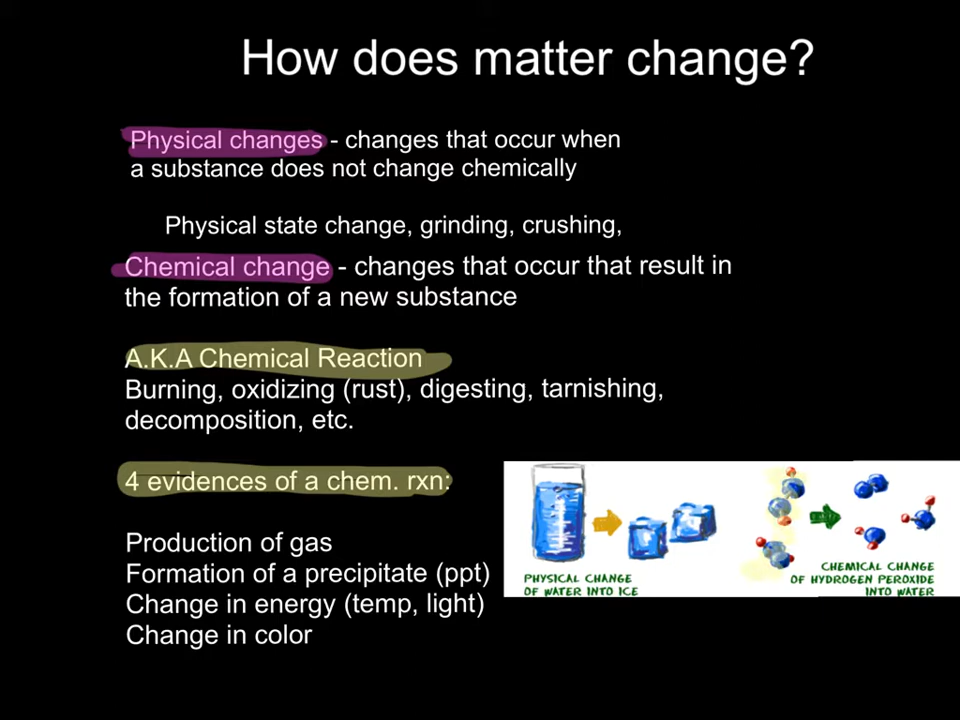 How does matter change?
Physical changes - changes that occur when
a substance does not change chemically
Physical state change, grinding, crushing,
Chemical change - changes that occur that result in
the formation of a new substance
A.K.A Chemical Reaction
Burning, oxidizing (rust), digesting, tarnishing,
decomposition, etc.
4 evidences of a chem. rxn:
Production of gas
Formation of a precipitate (ppt)
Change in energy (temp, light)
Change in color
PHYSICAL CHANGE
OF WATER INTO ICE
CHEMICAL CHANGE
OF HYDROGEN PEROXIDE
INTO WATER